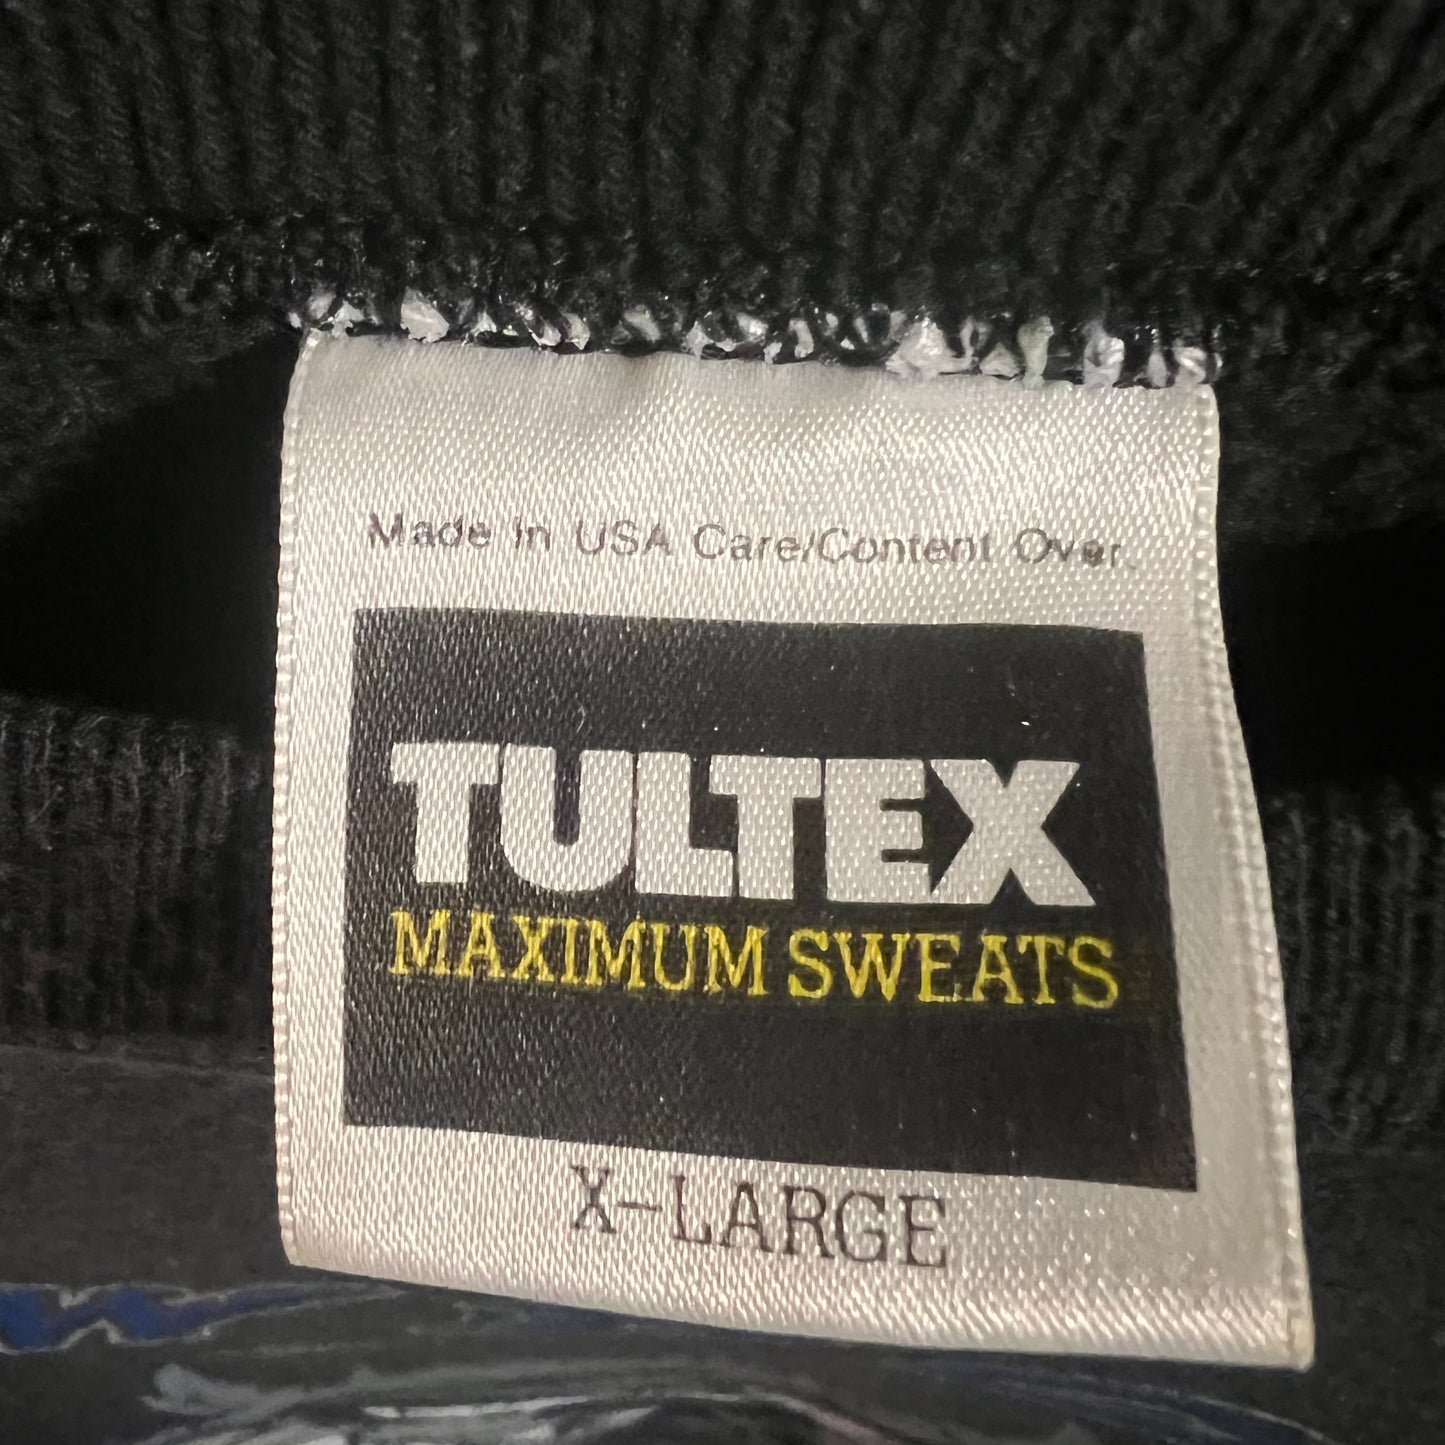 Made in USA Care/Content Over.
TULTEX
MAXIMUM SWEATS
X-LARGE